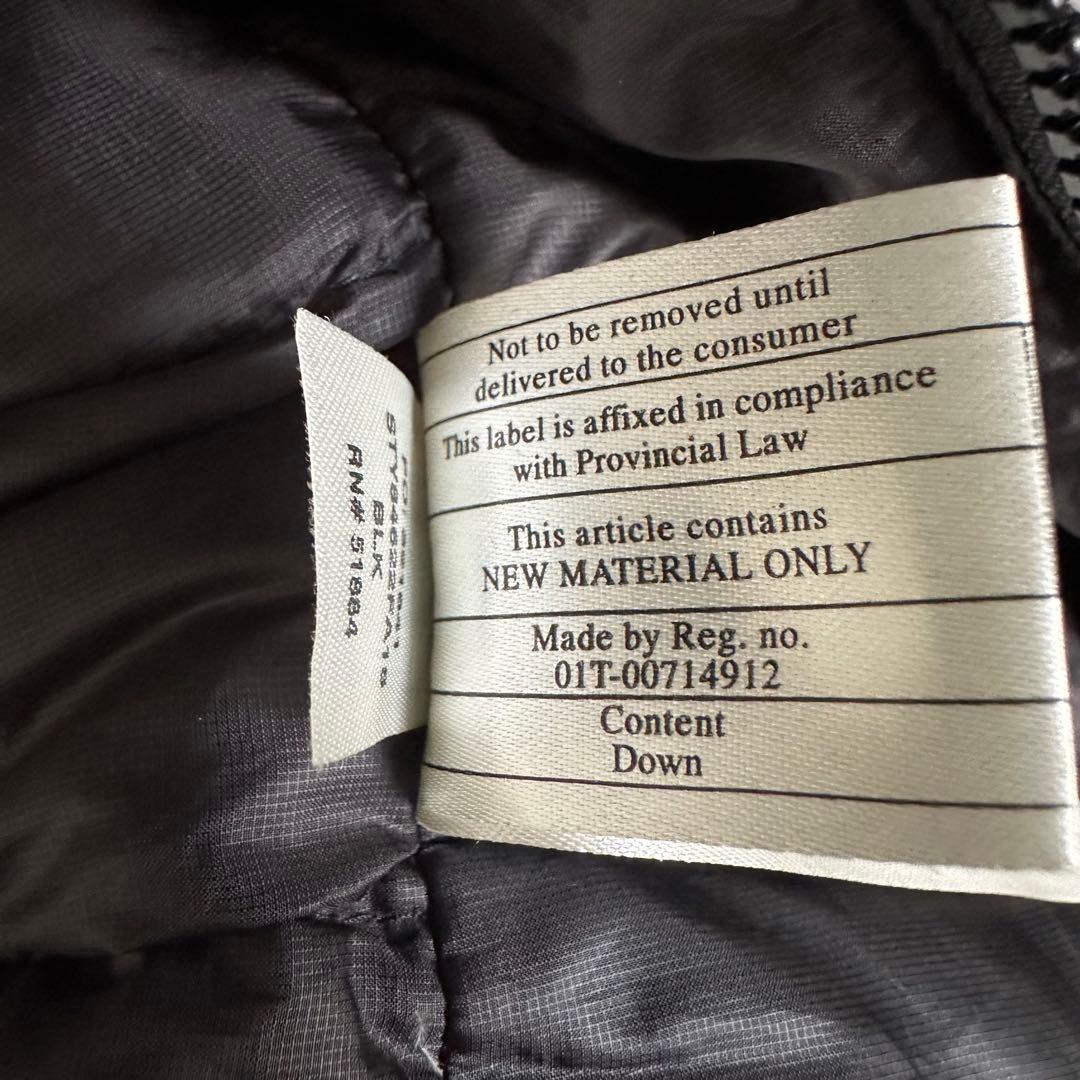 Not to be removed until
delivered to the consumer
This label is affixed in compliance
with Provincial Law
This article contains
NEW MATERIAL ONLY
Made by Reg. no.
01T-00714912
Content
Down
BLK
RN# 51884